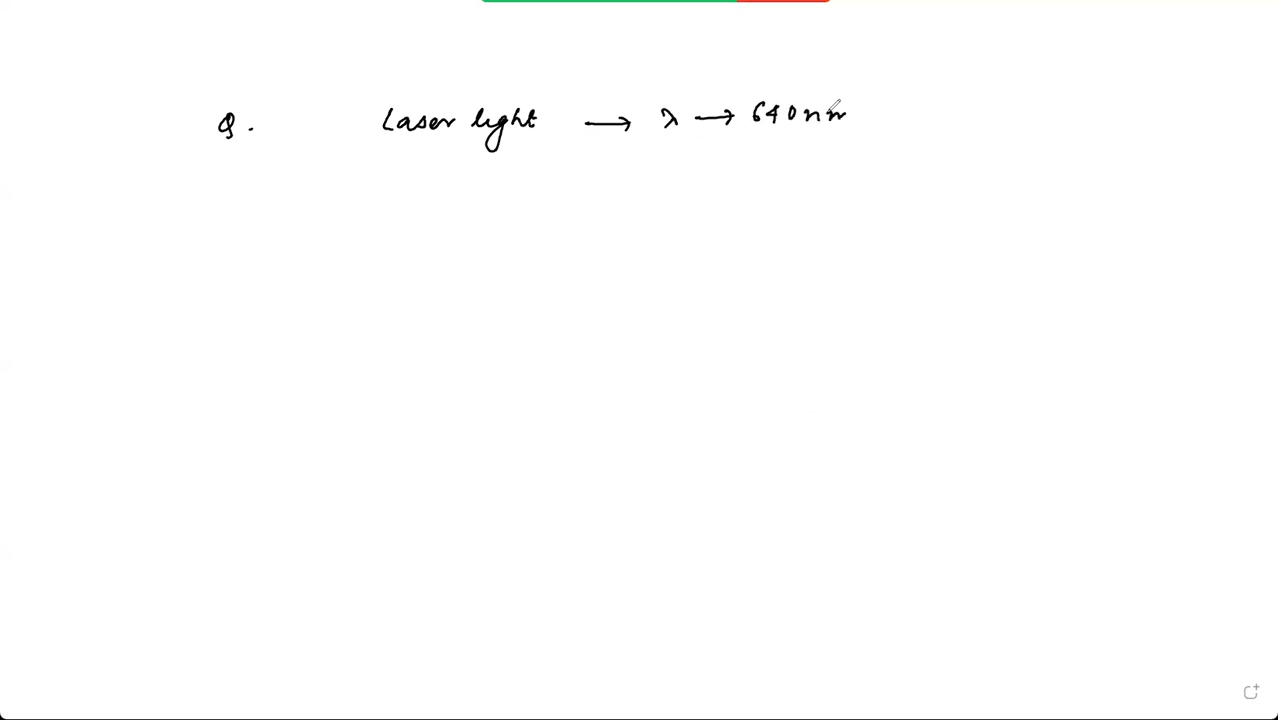 Q. Laser light → λ → 640nm